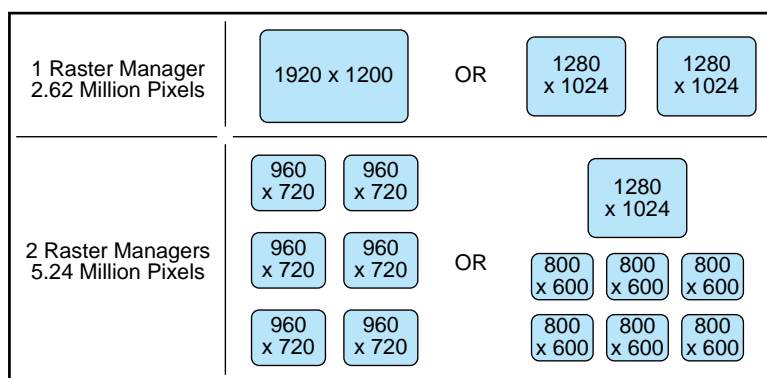 1 Raster Manager
2.62 Million Pixels
1920 x 1200
OR
1280
x 1024
1280
x 1024
2 Raster Managers
5.24 Million Pixels
960
x 720
960
x 720
960
x 720
960
x 720
960
x 720
960
x 720
OR
1280
x 1024
800
x 600
800
x 600
800
x 600
800
x 600
800
x 600
800
x 600